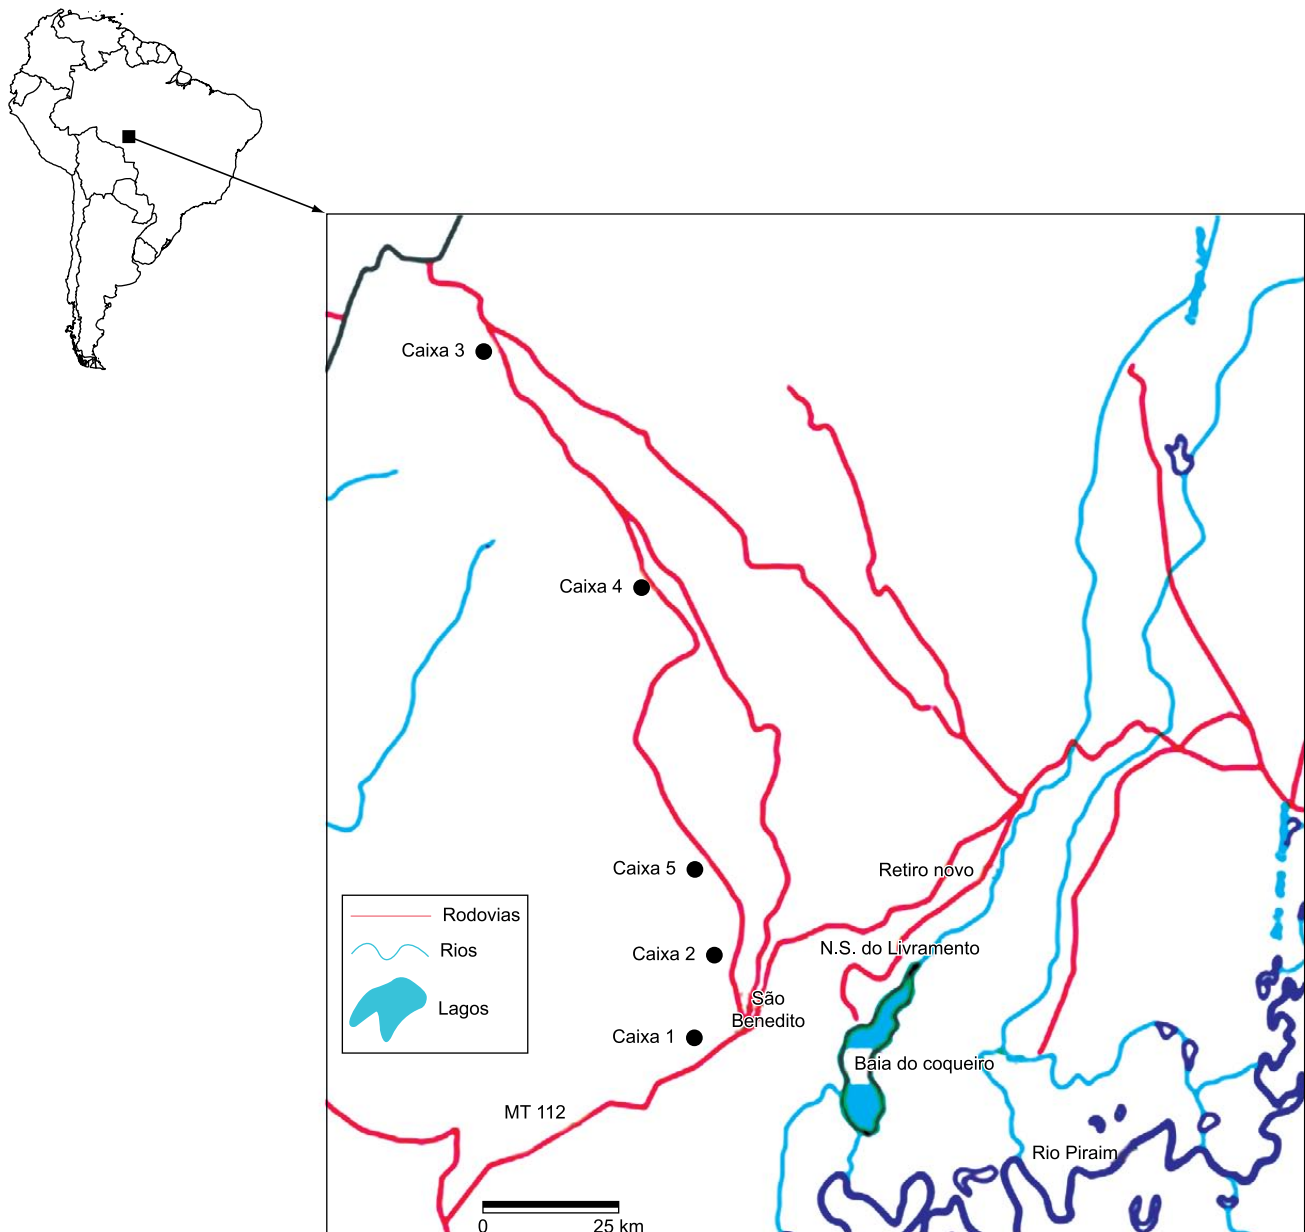 Caixa 3
Caixa 4
Caixa 5
Retiro novo
Rodovias
Rios
Lagos
N.S. do Livramento
Caixa 2
São
Benedito
Caixa 1
Baia do coqueiro
MT 112
Rio Piraim
0 25 km